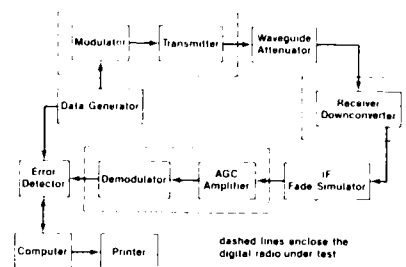 Modulator
Transmitter
Waveguide
Attenuator
Data Generator
Receiver
Downconverter
Error
Detector
Demodulator
AGC
Amplifier
IF
Fade Simulator
Computer
Printer
dashed lines enclose the
digital radio under test